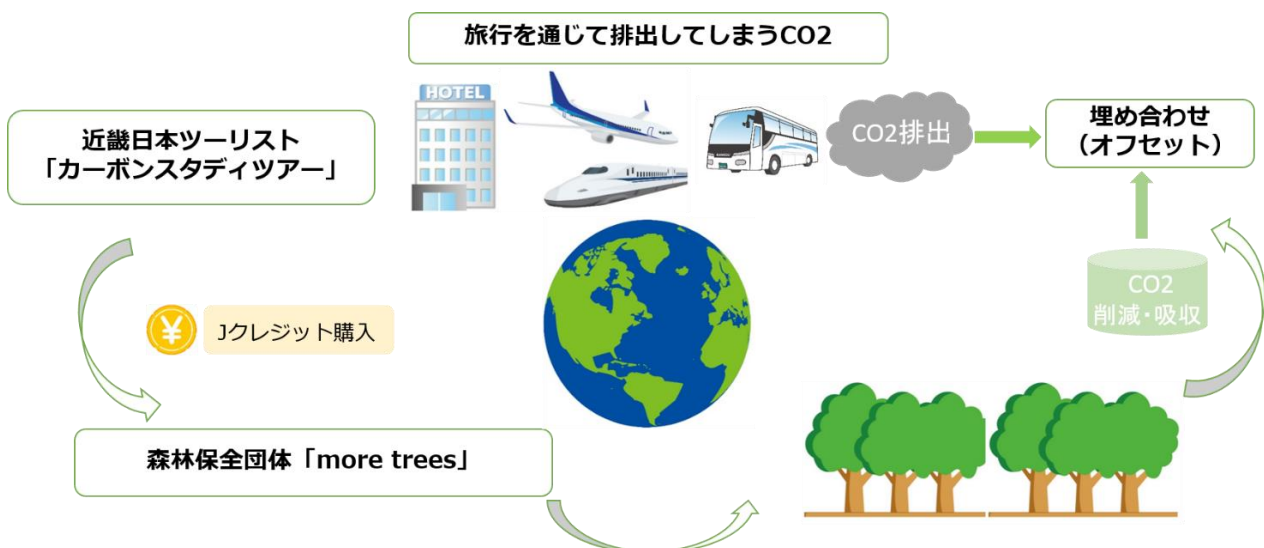 旅行を通じて排出してしまうCO2
近畿日本ツーリスト
「カーボンスタディツアー」
HOTEL
CO2排出
埋め合わせ
（オフセット）
CO2
削減・吸収
¥
Jクレジット購入
森林保全団体「more trees」